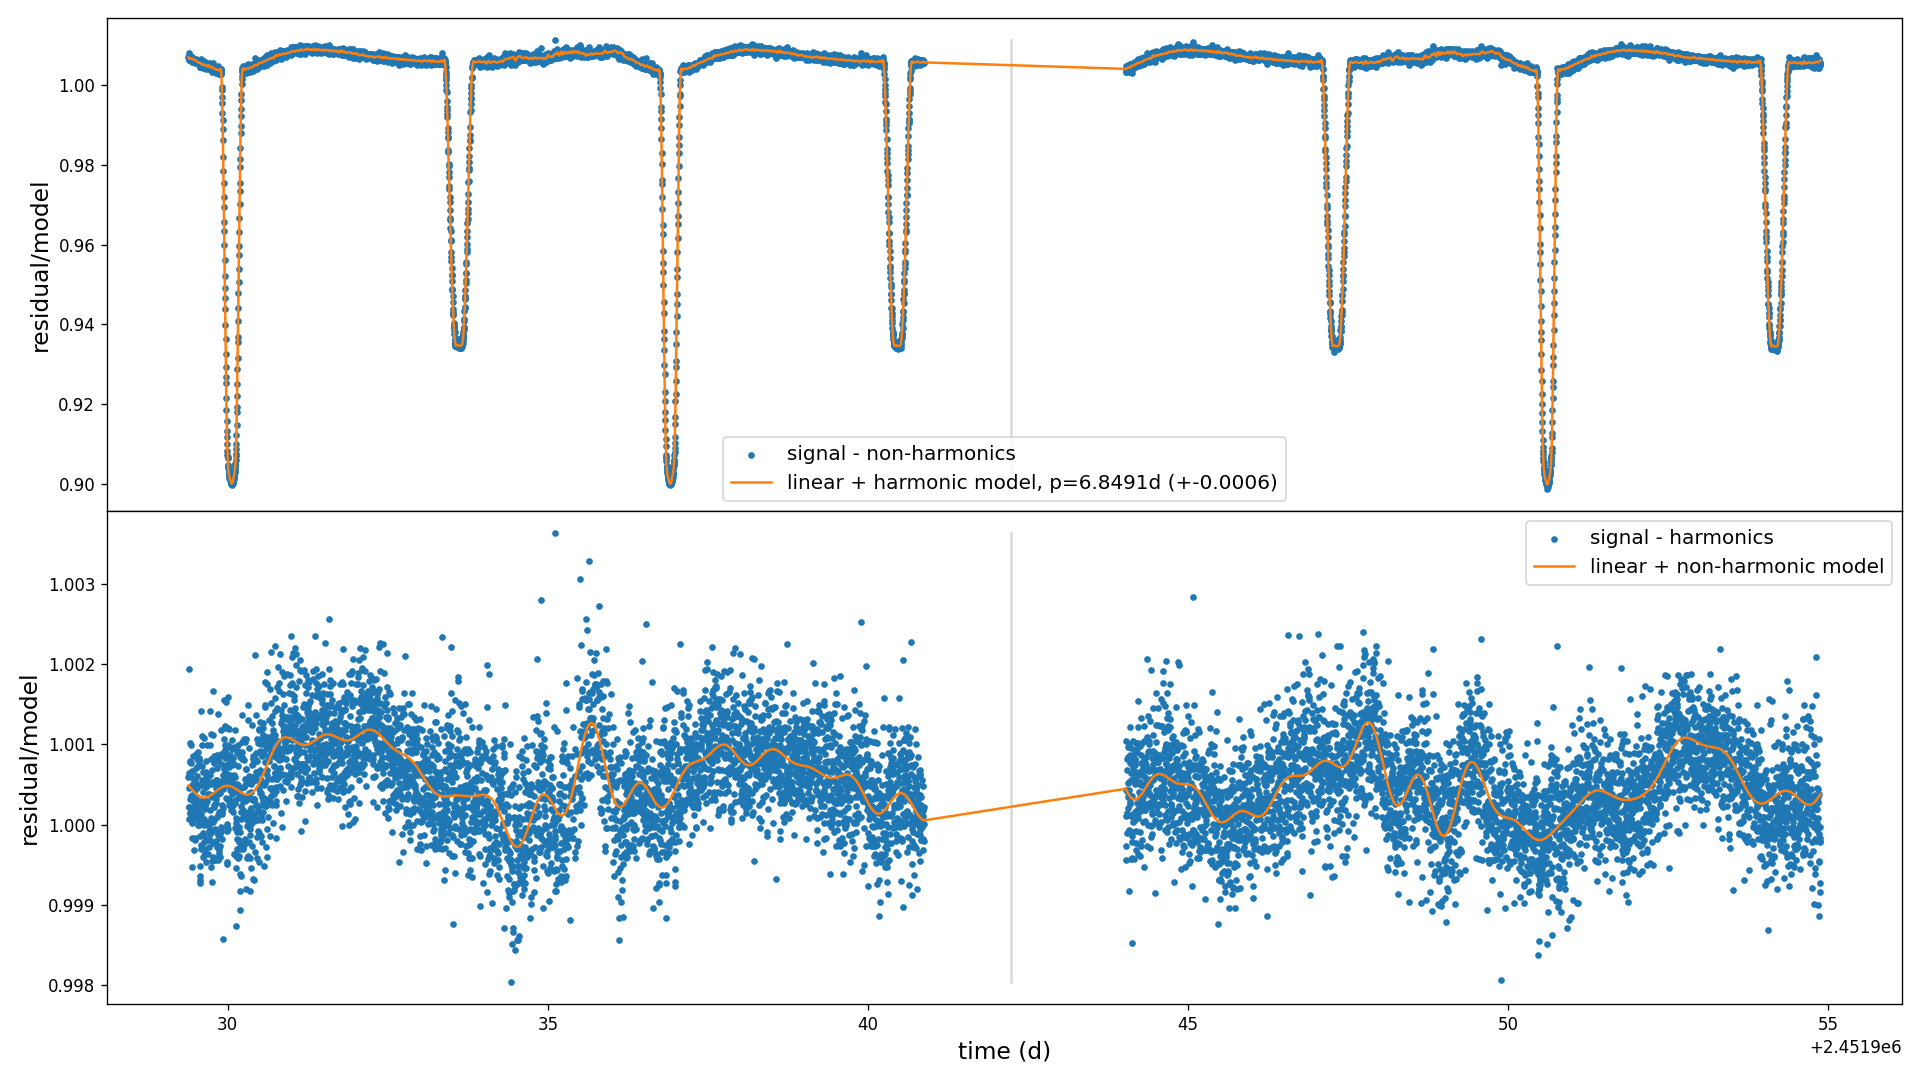 1.00
0.98
0.96
0.94
0.92
0.90
residual/model
signal - non-harmonics
linear + harmonic model, p=6.8491d (+-0.0006)
signal - harmonics
linear + non-harmonic model
1.003
1.002
1.001
1.000
0.999
0.998
residual/model
30
35
40
45
50
55
+2.4519e6
time (d)